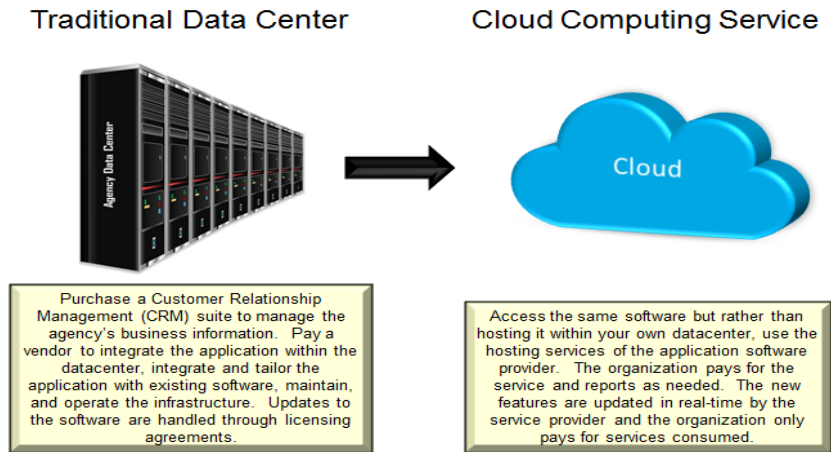 Traditional Data Center
Cloud Computing Service
Agency Data Center
Cloud
Purchase a Customer Relationship
Management (CRM) suite to manage the
agency's business information.  Pay a
vendor to integrate the application within the
datacenter, integrate and tailor the
application with existing software, maintain,
and operate the infrastructure.  Updates to
the software are handled through licensing
agreements.
Access the same software but rather than
hosting it within your own datacenter, use the
hosting services of the application software
provider.  The organization pays for the
service and reports as needed.  The new
features are updated in real-time by the
service provider and the organization only
pays for services consumed.